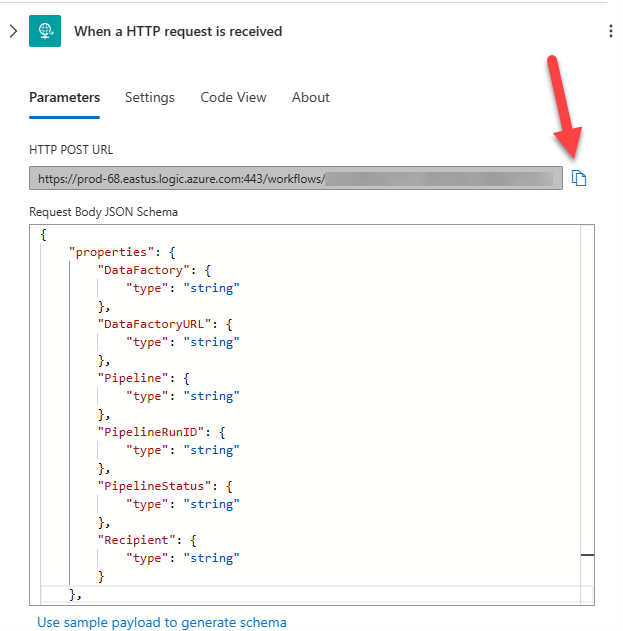 When a HTTP request is received
Parameters Settings Code View About
HTTP POST URL
https://prod-68.eastus.logic.azure.com:443/workflows/
Request Body JSON Schema
{
"properties": {
"DataFactory": {
"type": "string"
},
"DataFactoryURL": {
"type": "string"
},
"Pipeline": {
"type": "string"
},
"PipelineRunID": {
"type": "string"
},
"PipelineStatus": {
"type": "string"
},
"Recipient": {
"type": "string"
}
},
Use sample payload to generate schema